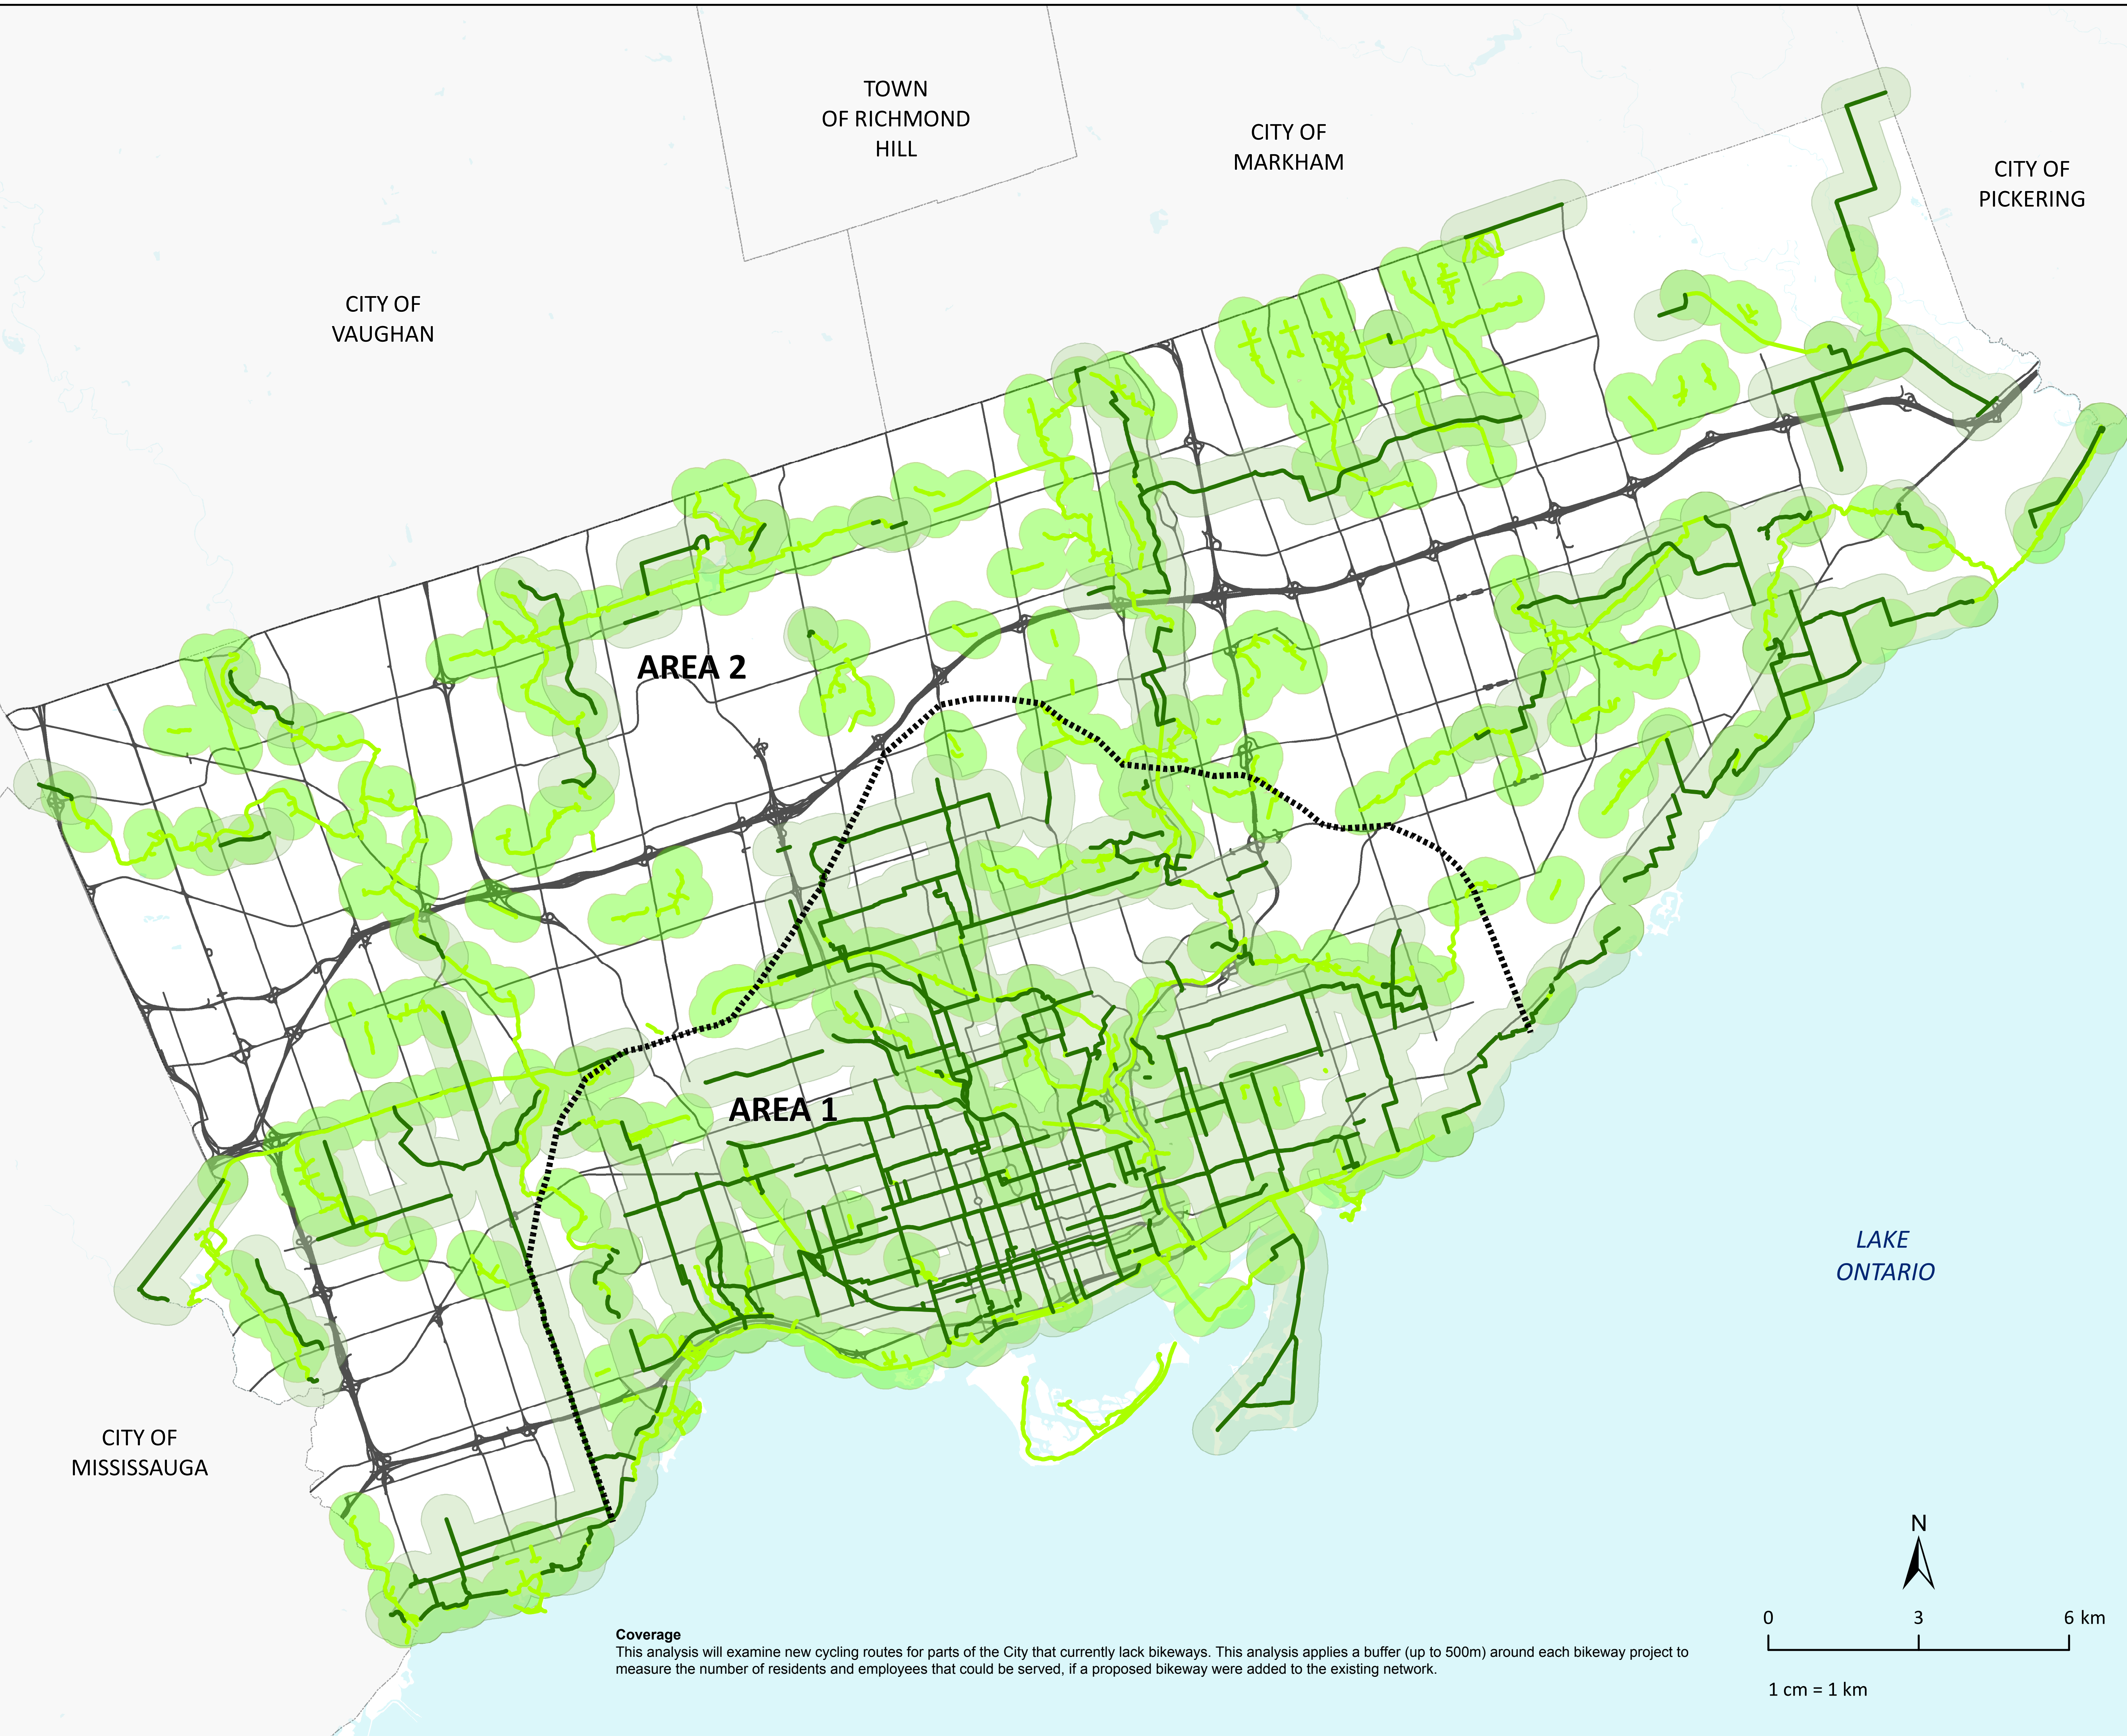 TOWN
OF RICHMOND
HILL
CITY OF
MARKHAM
CITY OF
PICKERING
CITY OF
VAUGHAN
AREA 2
AREA 1
LAKE
ONTARIO
CITY OF
MISSISSAUGA
N
0 3 6 km
1 cm = 1 km
Coverage
This analysis will examine new cycling routes for parts of the City that currently lack bikeways. This analysis applies a buffer (up to 500m) around each bikeway project to
measure the number of residents and employees that could be served, if a proposed bikeway were added to the existing network.